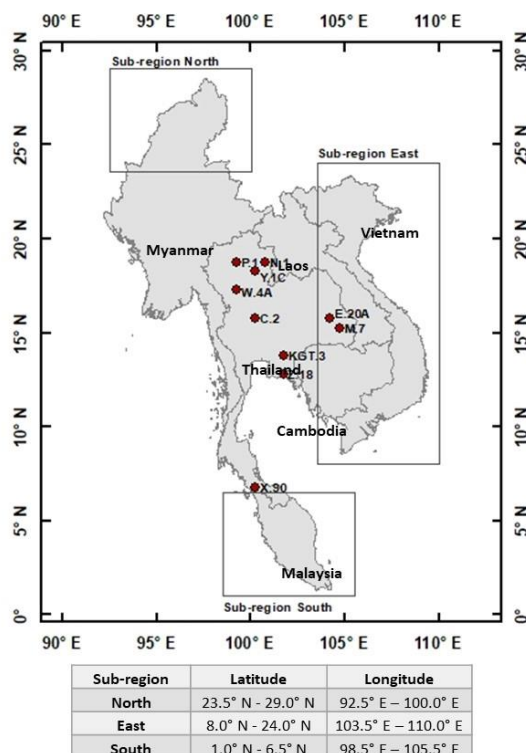 90° E 95° E 100° E 105° E 110° E
30° N 30° N
Sub-region North
25° N 25° N
Sub-region East
20° N 20° N
Vietnam
Myanmar
P.1 N.1 Laos
Y.1C
W.4A
C.2 E.20A
15° N M.7 15° N
KGT.3
Thailand
Z.18
10° N Cambodia 10° N
X.90
5° N 5° N
Malaysia
Sub-region South
0° N 0° N
90° E 95° E 100° E 105° E 110° E
Sub-region Latitude Longitude
North 23.5° N - 29.0° N 92.5° E – 100.0° E
East 8.0° N - 24.0° N 103.5° E – 110.0° E
South 1.0° N - 6.5° N 98.5° E – 105.5° E